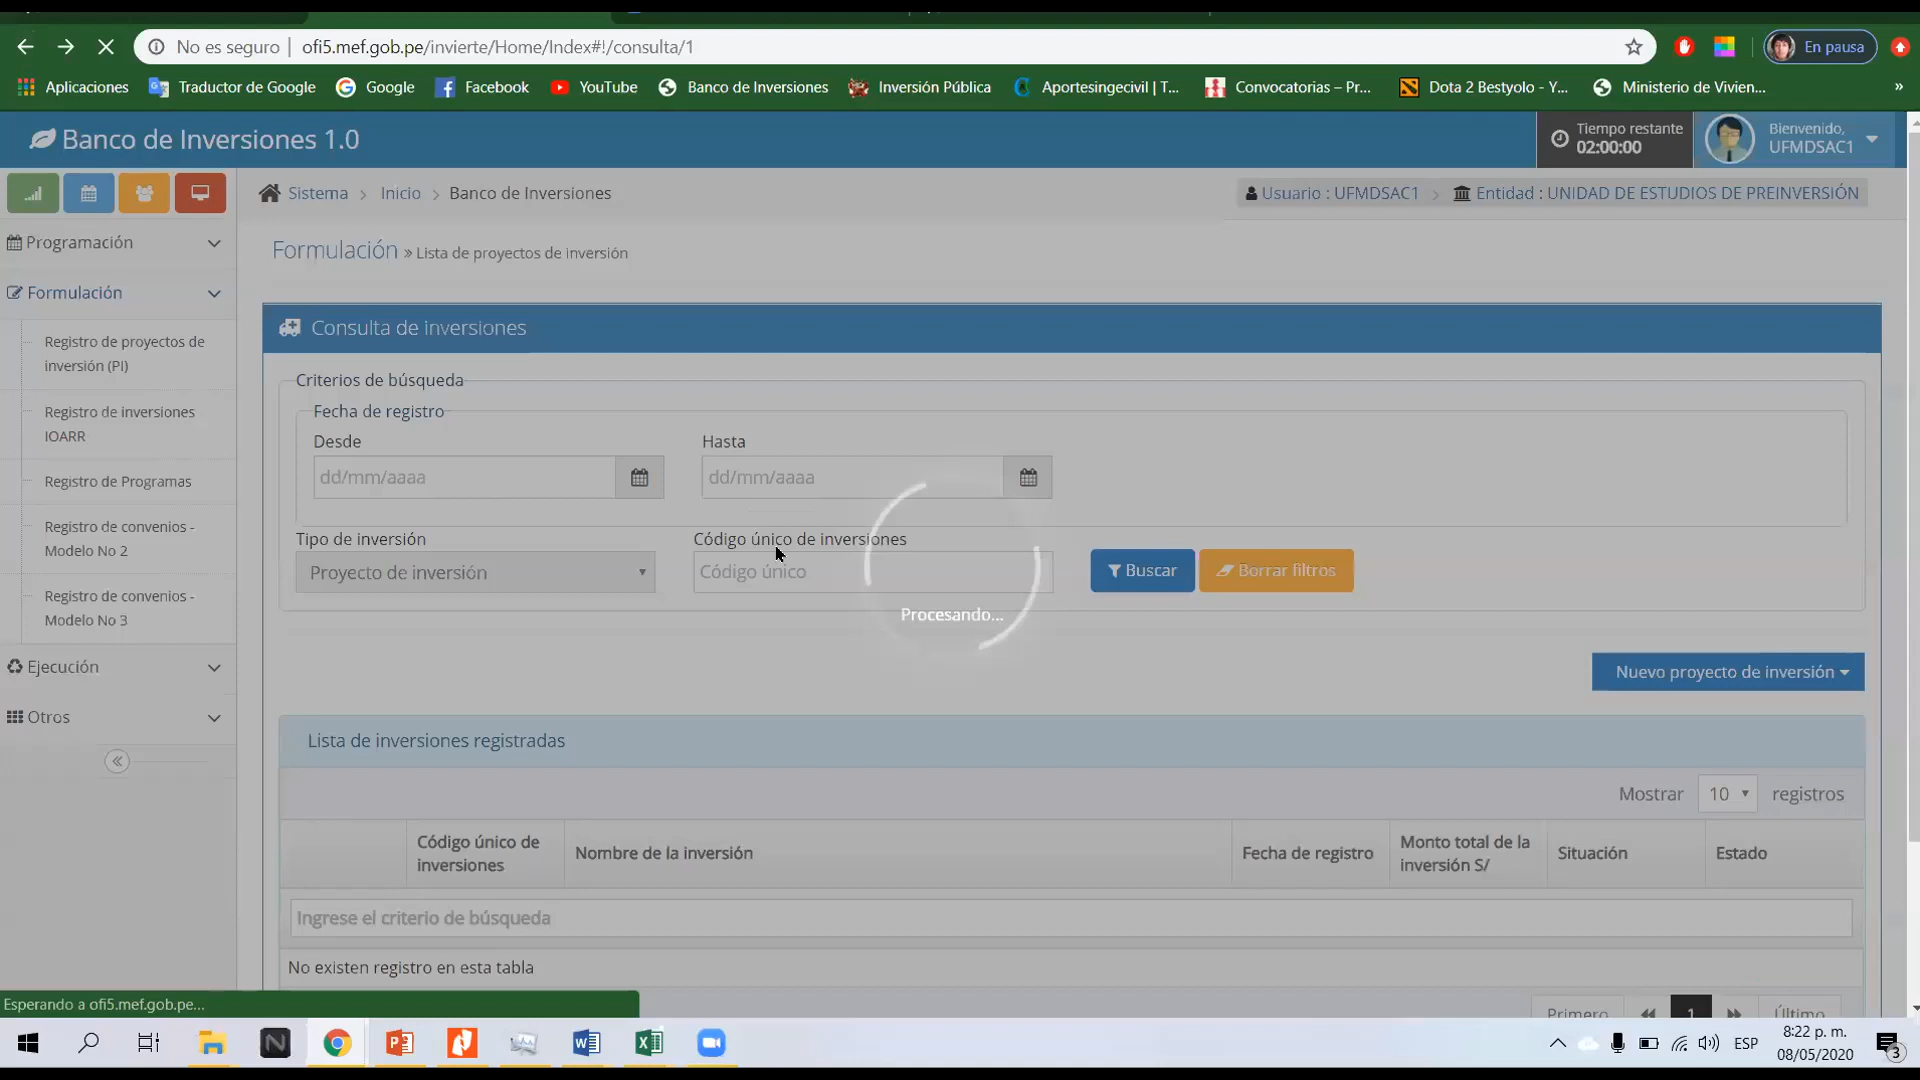 No es seguro | ofi5.mef.gob.pe/invierte/Home/Index#!/consulta/1
En pausa
Aplicaciones Traductor de Google Google Facebook YouTube Banco de Inversiones Inversión Pública Aportesingecivil | T... Convocatorias – Pr... Dota 2 Bestyolo - Y... Ministerio de Vivien... »
Banco de Inversiones 1.0
Tiempo restante
02:00:00
Bienvenido,
UFMDSAC1
Sistema > Inicio > Banco de Inversiones
Usuario : UFMDSAC1 > Entidad : UNIDAD DE ESTUDIOS DE PREINVERSIÓN
Programación
Formulación
Registro de proyectos de
inversión (PI)
Registro de inversiones
IOARR
Registro de Programas
Registro de convenios -
Modelo No 2
Registro de convenios -
Modelo No 3
Ejecución
Otros
Formulación » Lista de proyectos de inversión
Consulta de inversiones
Criterios de búsqueda
Fecha de registro
Desde Hasta
dd/mm/aaaa dd/mm/aaaa
Tipo de inversión Código único de inversiones
Proyecto de inversión Código único Buscar Borrar filtros
Procesando...
Nuevo proyecto de inversión
Lista de inversiones registradas
Mostrar 10 registros
Código único de
inversiones
Nombre de la inversión
Fecha de registro
Monto total de la
inversión S/
Situación
Estado
Ingrese el criterio de búsqueda
No existen registro en esta tabla
Primero 1 Último
Esperando a ofi5.mef.gob.pe...
ESP
8:22 p. m.
08/05/2020
3